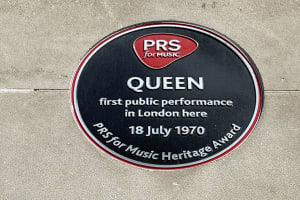 PRS
for MUSIC
QUEEN
first public performance
in London here
18 July 1970
PRS for Music Heritage Award